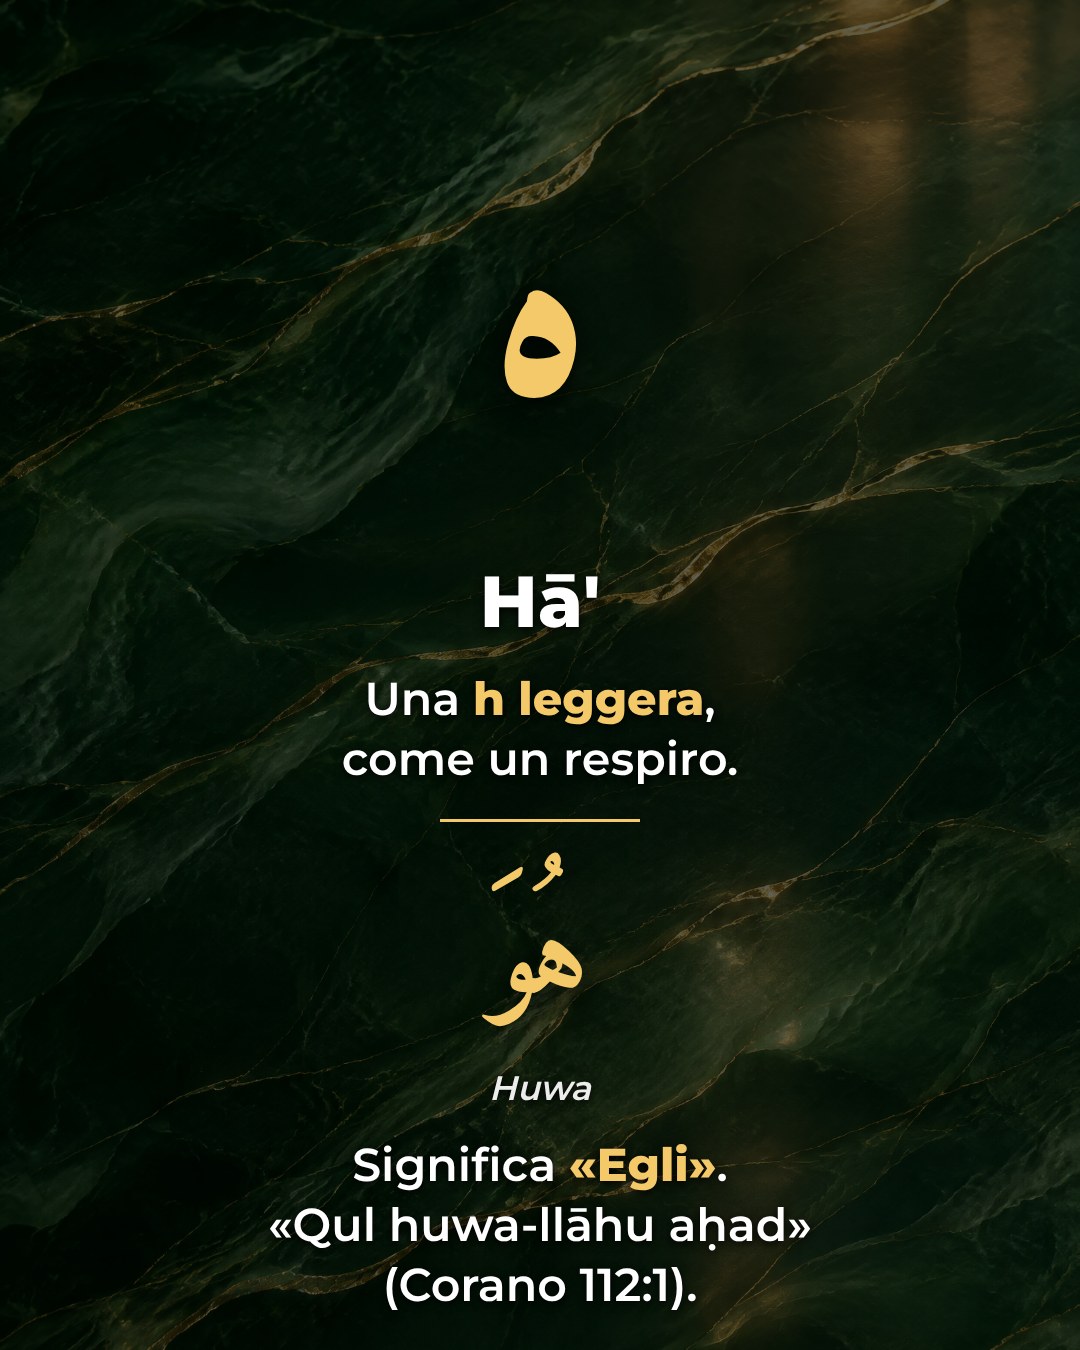 ه
Hā'
Una h leggera,
come un respiro.
هُوَ
Huwa
Significa «Egli».
«Qul huwa-llāhu aḥad»
(Corano 112:1).